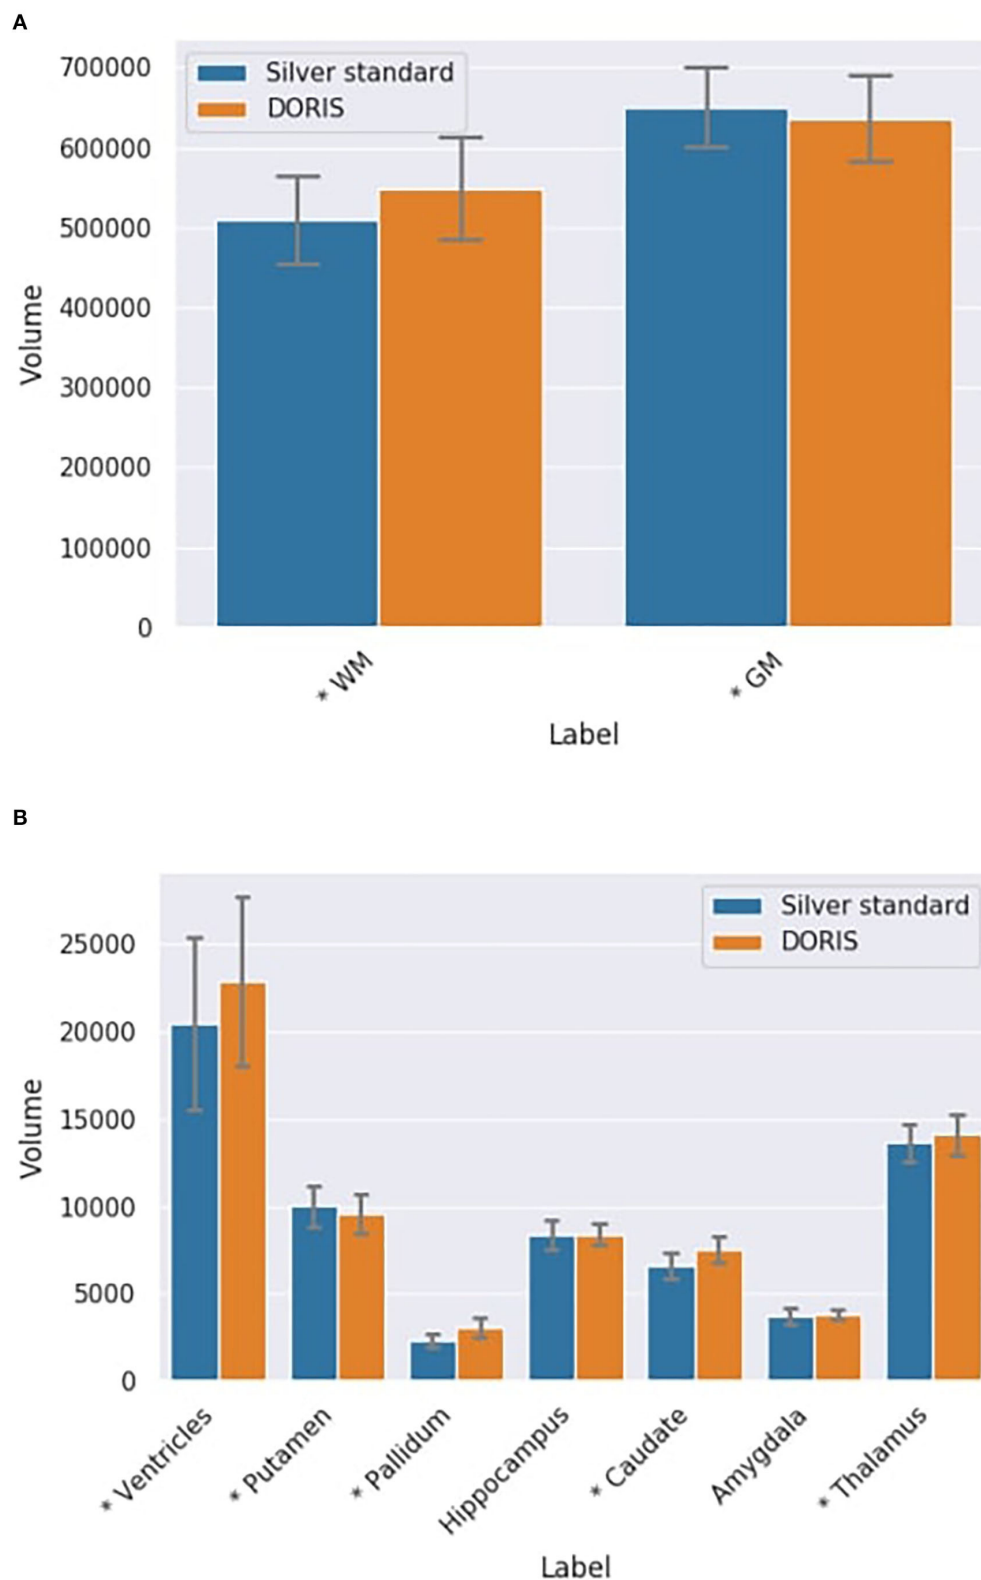 A
700000
600000
500000
400000
300000
200000
100000
0
Volume
Silver standard
DORIS
* WM
* GM
Label
B
25000
20000
15000
10000
5000
0
Volume
Silver standard
DORIS
* Ventricles
* Putamen
* Pallidum
Hippocampus
* Caudate
Amygdala
* Thalamus
Label